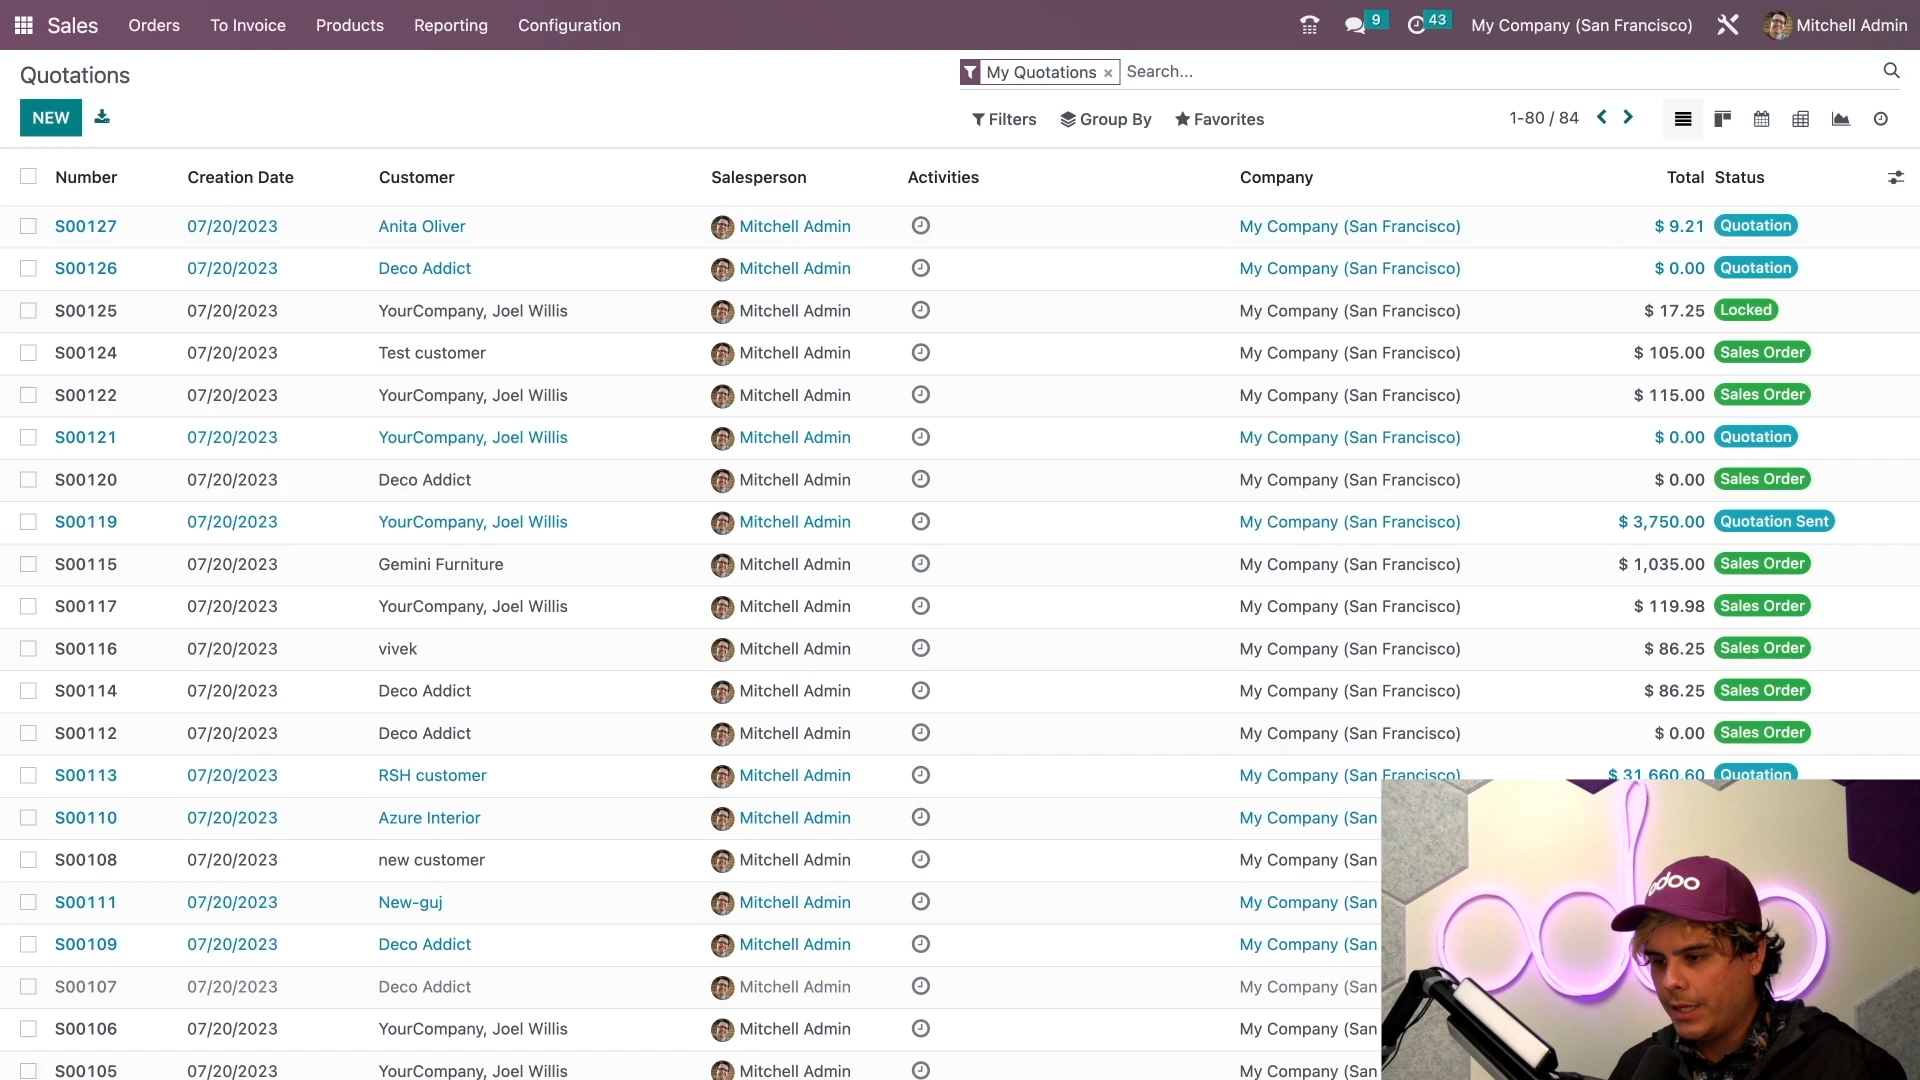 Sales Orders To Invoice Products Reporting Configuration 9 43 My Company (San Francisco) Mitchell Admin
Quotations
My Quotations × Search...
NEW
Filters Group By Favorites 1-80 / 84
Number Creation Date Customer Salesperson Activities Company Total Status
S00127 07/20/2023 Anita Oliver Mitchell Admin My Company (San Francisco) $ 9.21 Quotation
S00126 07/20/2023 Deco Addict Mitchell Admin My Company (San Francisco) $ 0.00 Quotation
S00125 07/20/2023 YourCompany, Joel Willis Mitchell Admin My Company (San Francisco) $ 17.25 Locked
S00124 07/20/2023 Test customer Mitchell Admin My Company (San Francisco) $ 105.00 Sales Order
S00122 07/20/2023 YourCompany, Joel Willis Mitchell Admin My Company (San Francisco) $ 115.00 Sales Order
S00121 07/20/2023 YourCompany, Joel Willis Mitchell Admin My Company (San Francisco) $ 0.00 Quotation
S00120 07/20/2023 Deco Addict Mitchell Admin My Company (San Francisco) $ 0.00 Sales Order
S00119 07/20/2023 YourCompany, Joel Willis Mitchell Admin My Company (San Francisco) $ 3,750.00 Quotation Sent
S00115 07/20/2023 Gemini Furniture Mitchell Admin My Company (San Francisco) $ 1,035.00 Sales Order
S00117 07/20/2023 YourCompany, Joel Willis Mitchell Admin My Company (San Francisco) $ 119.98 Sales Order
S00116 07/20/2023 vivek Mitchell Admin My Company (San Francisco) $ 86.25 Sales Order
S00114 07/20/2023 Deco Addict Mitchell Admin My Company (San Francisco) $ 86.25 Sales Order
S00112 07/20/2023 Deco Addict Mitchell Admin My Company (San Francisco) $ 0.00 Sales Order
S00113 07/20/2023 RSH customer Mitchell Admin My Company (San Francisco) $ 31,660.60 Quotation
S00110 07/20/2023 Azure Interior Mitchell Admin My Company (San
S00108 07/20/2023 new customer Mitchell Admin My Company (San
S00111 07/20/2023 New-guj Mitchell Admin My Company (San
S00109 07/20/2023 Deco Addict Mitchell Admin My Company (San
S00107 07/20/2023 Deco Addict Mitchell Admin My Company (San
S00106 07/20/2023 YourCompany, Joel Willis Mitchell Admin My Company (San
S00105 07/20/2023 YourCompany, Joel Willis Mitchell Admin My Company (San
odoo